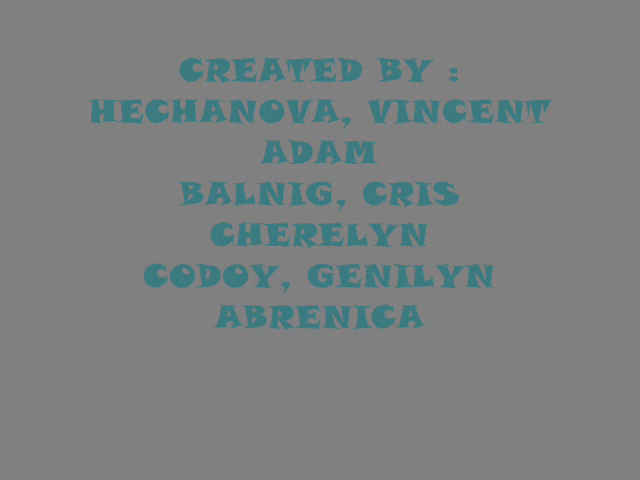 CREATED BY :
HECHANOVA, VINCENT
ADAM
BALNIG, CRIS
CHERELYN
CODOY, GENILYN
ABRENICA